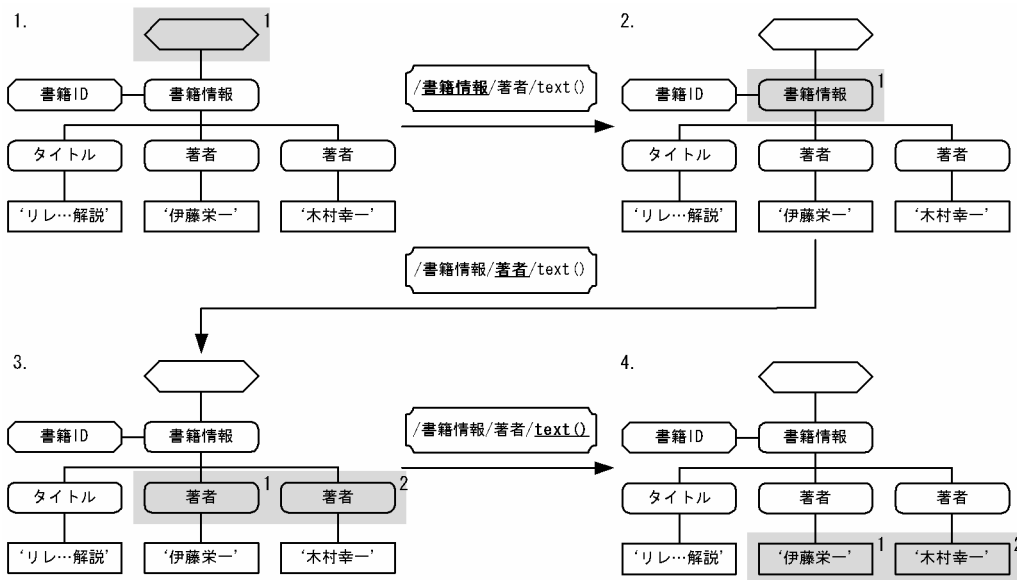 1.
1
書籍ID
書籍情報
タイトル
著者
著者
‘リレ…解説’
‘伊藤栄一’
‘木村幸一’
/書籍情報/著者/text()
2.
書籍ID
書籍情報
1
タイトル
著者
著者
‘リレ…解説’
‘伊藤栄一’
‘木村幸一’
/書籍情報/著者/text()
3.
書籍ID
書籍情報
タイトル
著者
1
著者
2
‘リレ…解説’
‘伊藤栄一’
‘木村幸一’
/書籍情報/著者/text()
4.
書籍ID
書籍情報
タイトル
著者
著者
‘リレ…解説’
‘伊藤栄一’
1
‘木村幸一’
2